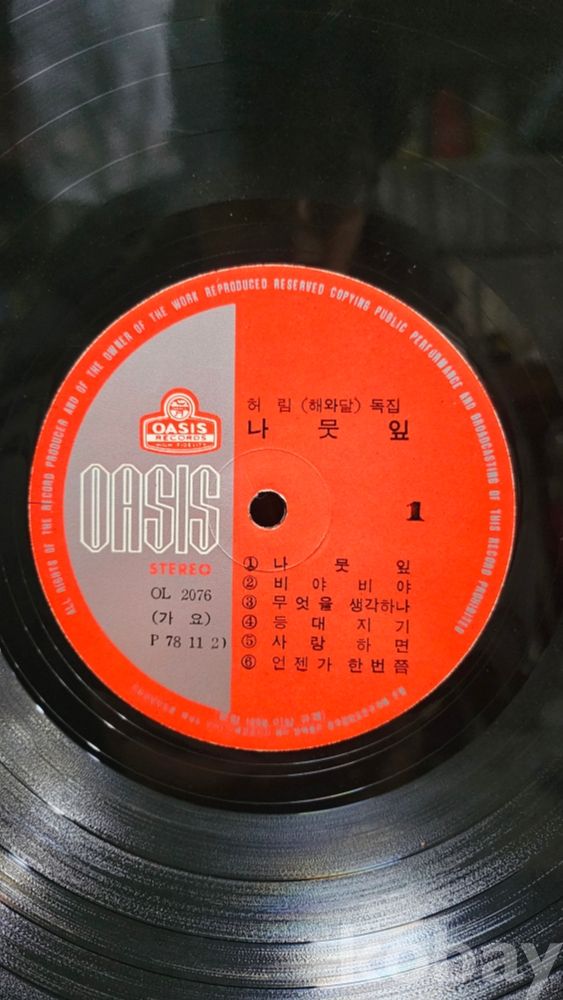 ALL RIGHTS OF THE RECORD PRODUCER AND OF THE OWNER OF THE WORK REPRODUCED RESERVED COPYING PUBLIC PERFORMANCE AND BROADCASTING OF THIS RECORD PROHIBITED
허 림 (해와달) 독집
나 뭇 잎
OASIS
RECORDS
HIGH FIDELITY
OASIS
1
STEREO
OL 2076
(가 요)
P 78 11 2)
① 나 뭇 잎
② 비 야 비 야
③ 무엇을 생각하나
④ 등 대 지 기
⑤ 사 랑 하 면
⑥ 언젠가 한번쯤
kobay